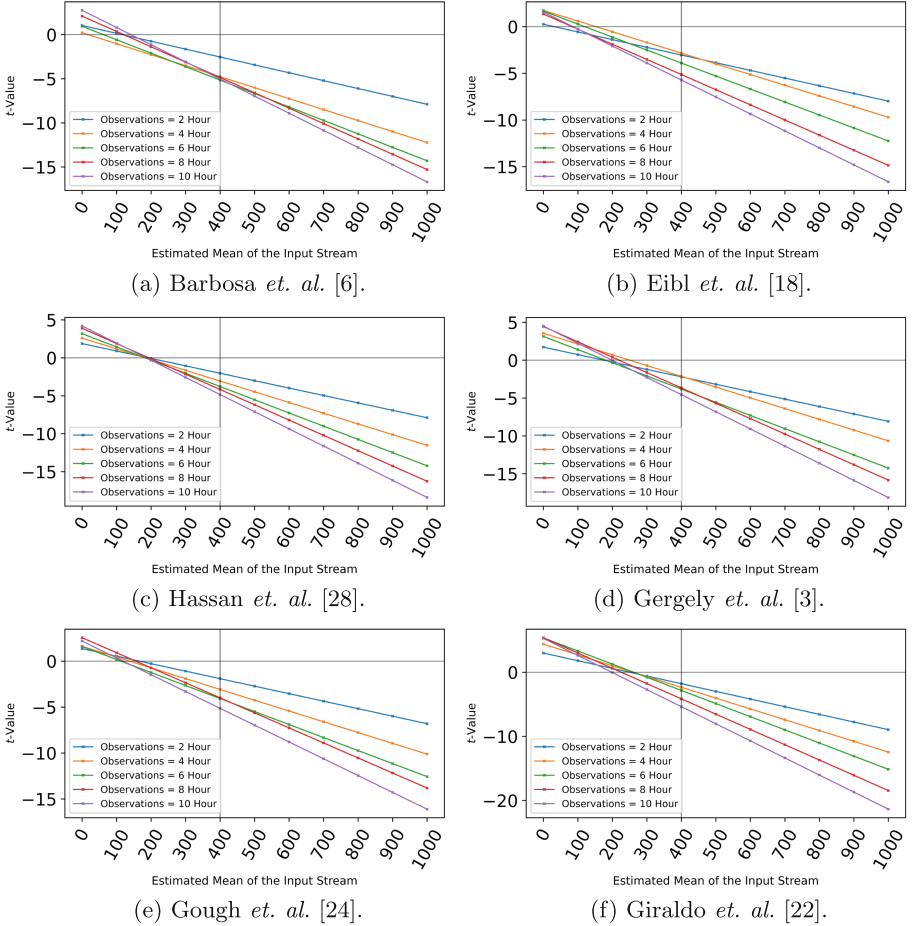 0
−5
−10
−15
t-Value
Observations = 2 Hour
Observations = 4 Hour
Observations = 6 Hour
Observations = 8 Hour
Observations = 10 Hour
0 100 200 300 400 500 600 700 800 900 1000
Estimated Mean of the Input Stream
(a) Barbosa et. al. [6].
0
−5
−10
−15
t-Value
Observations = 2 Hour
Observations = 4 Hour
Observations = 6 Hour
Observations = 8 Hour
Observations = 10 Hour
0 100 200 300 400 500 600 700 800 900 1000
Estimated Mean of the Input Stream
(b) Eibl et. al. [18].
5
0
−5
−10
−15
t-Value
Observations = 2 Hour
Observations = 4 Hour
Observations = 6 Hour
Observations = 8 Hour
Observations = 10 Hour
0 100 200 300 400 500 600 700 800 900 1000
Estimated Mean of the Input Stream
(c) Hassan et. al. [28].
5
0
−5
−10
−15
t-Value
Observations = 2 Hour
Observations = 4 Hour
Observations = 6 Hour
Observations = 8 Hour
Observations = 10 Hour
0 100 200 300 400 500 600 700 800 900 1000
Estimated Mean of the Input Stream
(d) Gergely et. al. [3].
0
−5
−10
−15
t-Value
Observations = 2 Hour
Observations = 4 Hour
Observations = 6 Hour
Observations = 8 Hour
Observations = 10 Hour
0 100 200 300 400 500 600 700 800 900 1000
Estimated Mean of the Input Stream
(e) Gough et. al. [24].
5
0
−5
−10
−15
−20
t-Value
Observations = 2 Hour
Observations = 4 Hour
Observations = 6 Hour
Observations = 8 Hour
Observations = 10 Hour
0 100 200 300 400 500 600 700 800 900 1000
Estimated Mean of the Input Stream
(f) Giraldo et. al. [22].